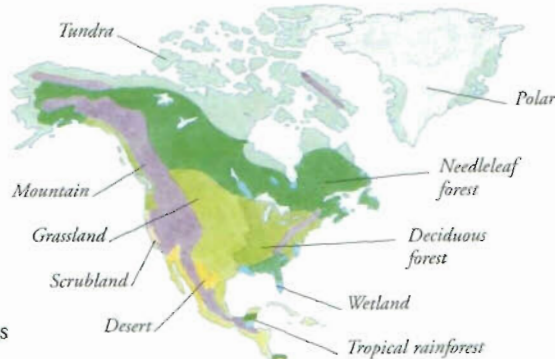 Tundra
Polar
Needleleaf
forest
Mountain
Grassland
Deciduous
forest
Scrubland
Wetland
Desert
Tropical rainforest
s